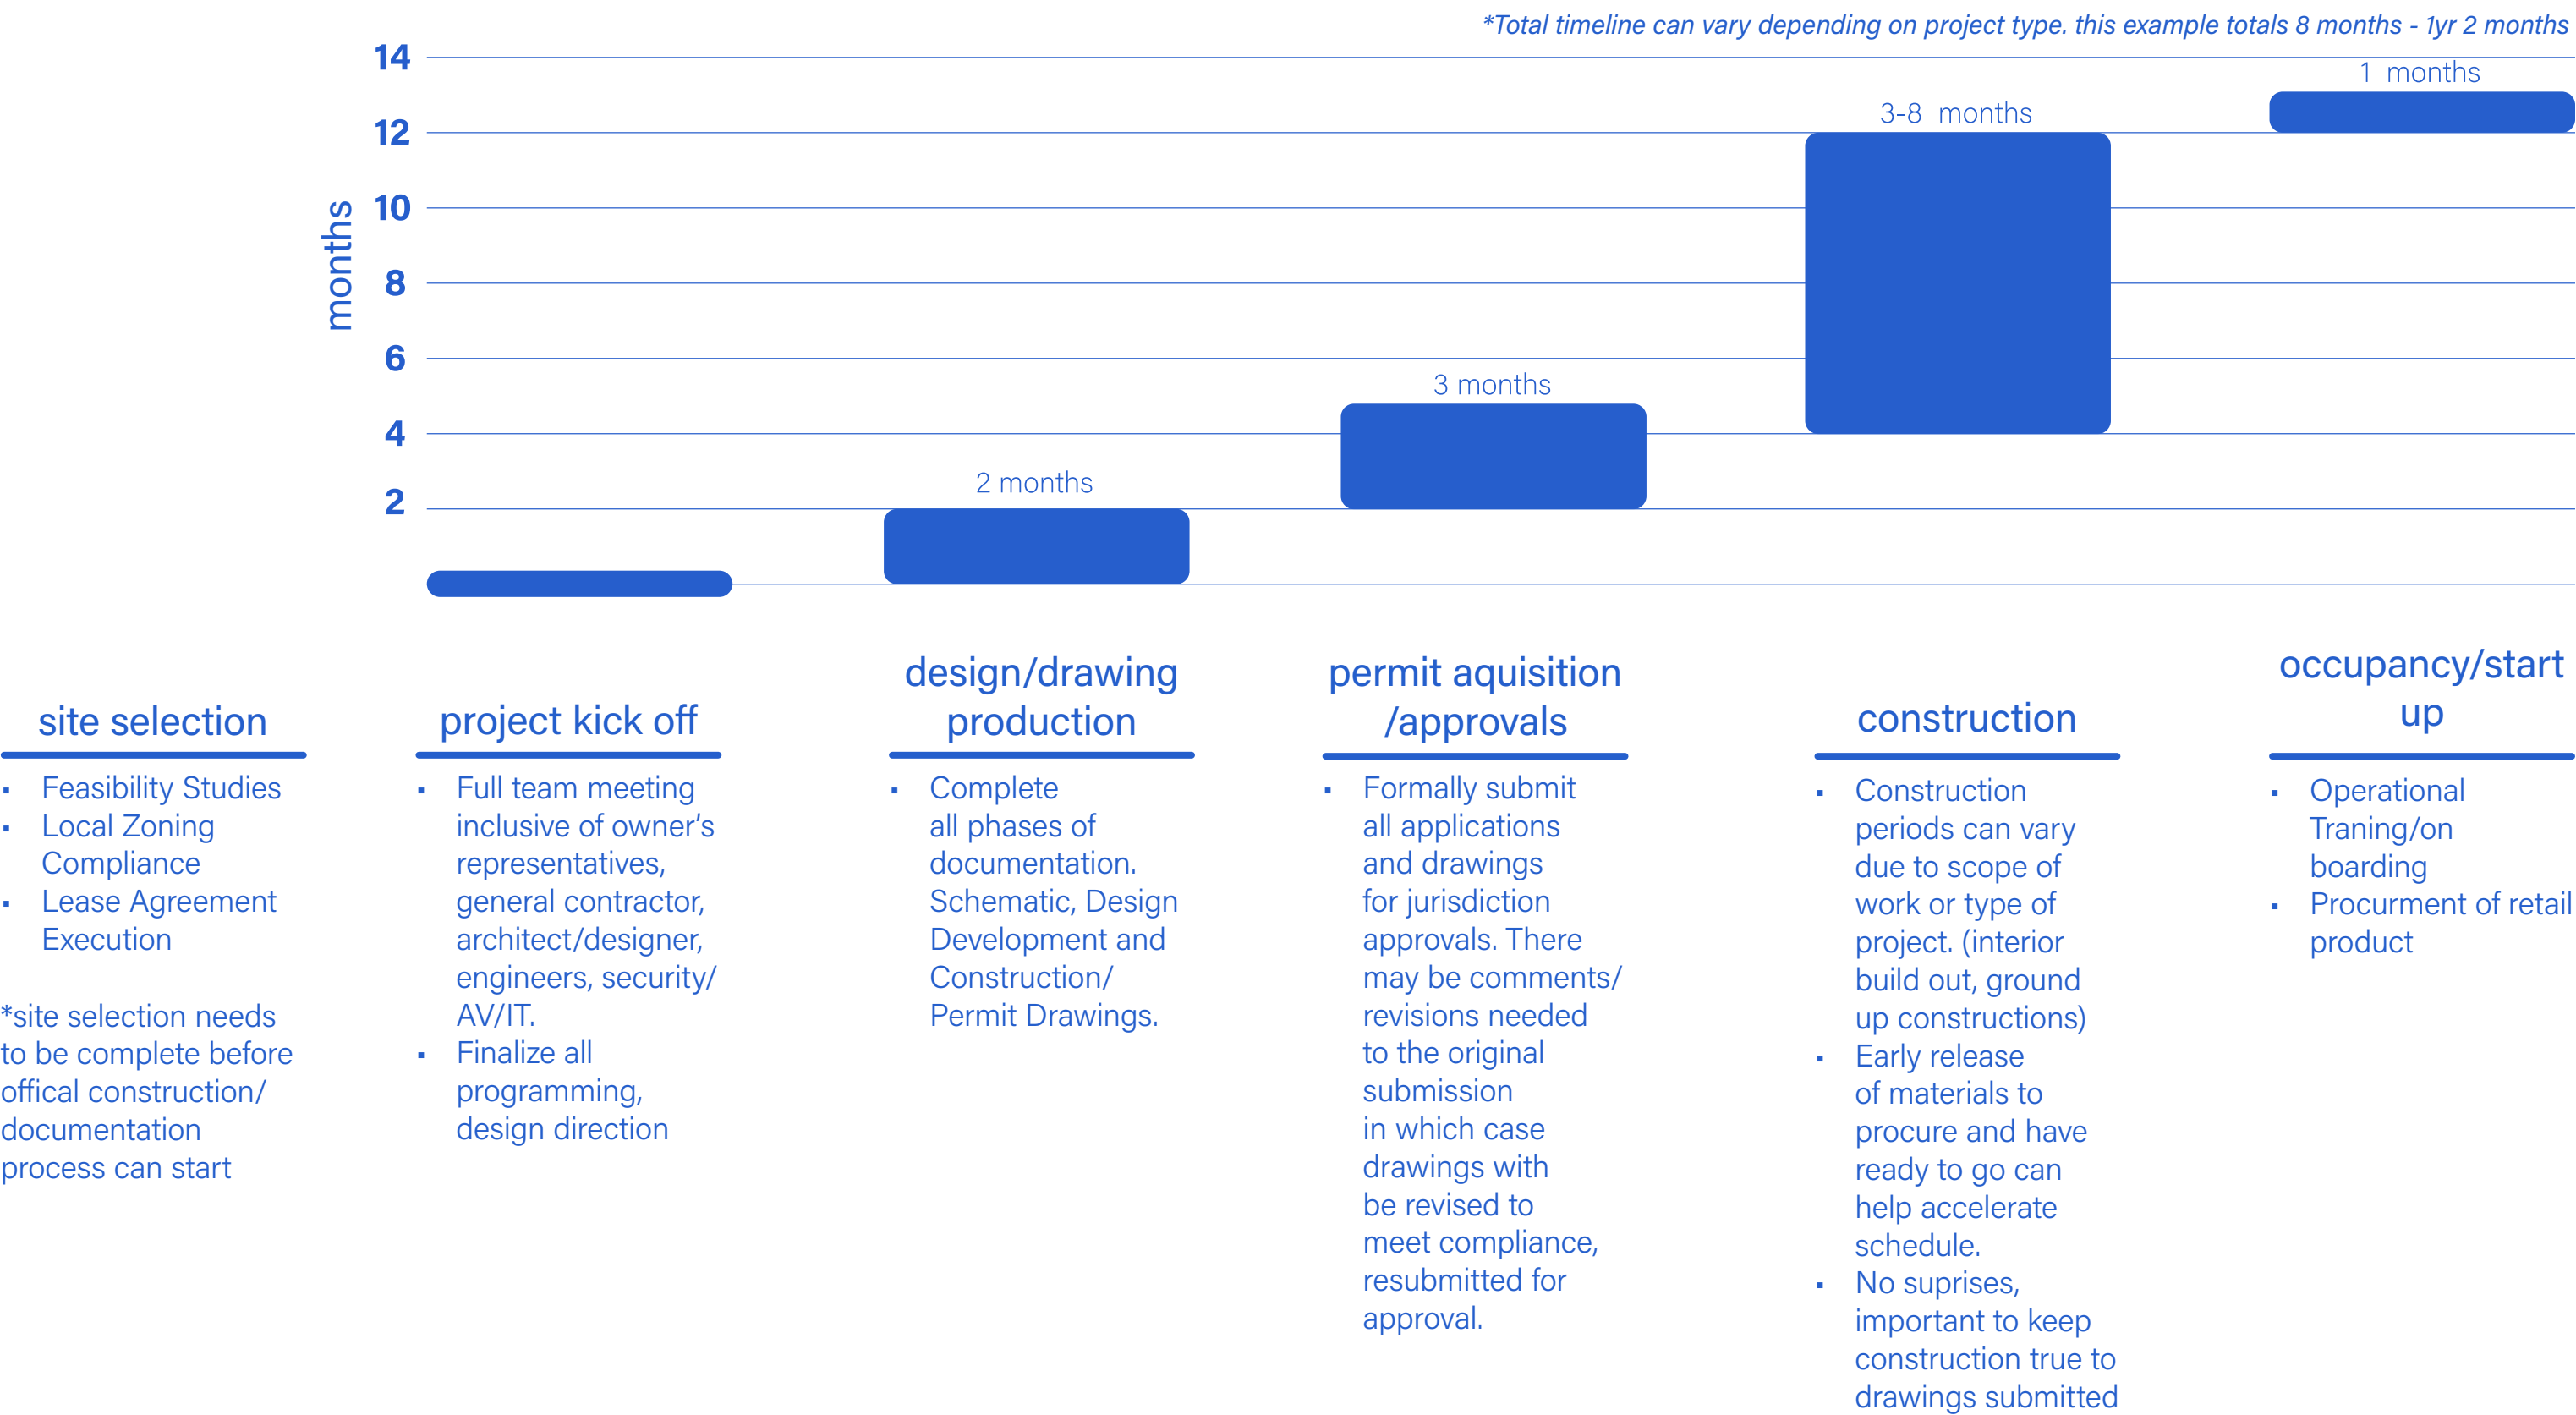 *Total timeline can vary depending on project type. this example totals 8 months - 1yr 2 months
months
14
12
10
8
6
4
2
2 months
3 months
3-8 months
1 months
site selection
▪ Feasibility Studies
▪ Local Zoning
Compliance
▪ Lease Agreement
Execution
*site selection needs
to be complete before
offical construction/
documentation
process can start
project kick off
▪ Full team meeting
inclusive of owner’s
representatives,
general contractor,
architect/designer,
engineers, security/
AV/IT.
▪ Finalize all
programming,
design direction
design/drawing
production
▪ Complete
all phases of
documentation.
Schematic, Design
Development and
Construction/
Permit Drawings.
permit aquisition
/approvals
▪ Formally submit
all applications
and drawings
for jurisdiction
approvals. There
may be comments/
revisions needed
to the original
submission
in which case
drawings with
be revised to
meet compliance,
resubmitted for
approval.
construction
▪ Construction
periods can vary
due to scope of
work or type of
project. (interior
build out, ground
up constructions)
▪ Early release
of materials to
procure and have
ready to go can
help accelerate
schedule.
▪ No suprises,
important to keep
construction true to
drawings submitted
occupancy/start
up
▪ Operational
Traning/on
boarding
▪ Procurment of retail
product